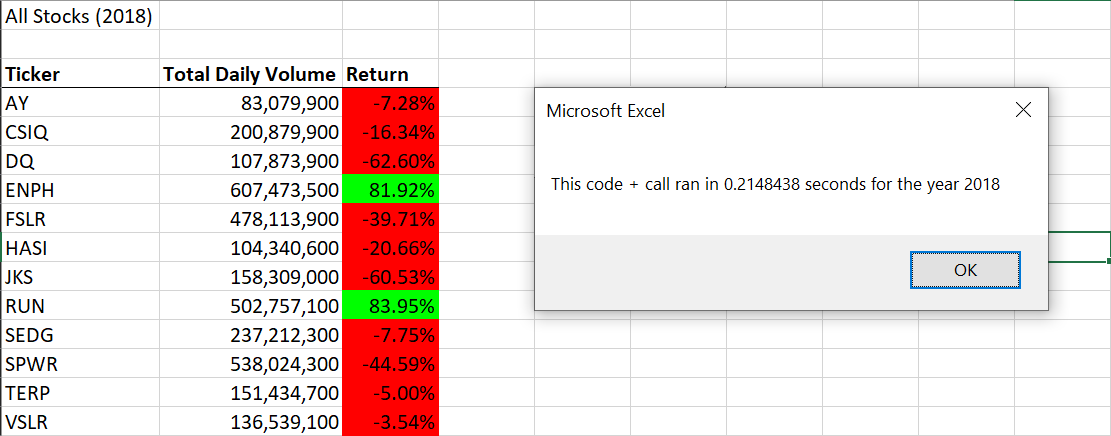 All Stocks (2018)
Ticker Total Daily Volume Return
AY 83,079,900 -7.28%
CSIQ 200,879,900 -16.34%
DQ 107,873,900 -62.60%
ENPH 607,473,500 81.92%
FSLR 478,113,900 -39.71%
HASI 104,340,600 -20.66%
JKS 158,309,000 -60.53%
RUN 502,757,100 83.95%
SEDG 237,212,300 -7.75%
SPWR 538,024,300 -44.59%
TERP 151,434,700 -5.00%
VSLR 136,539,100 -3.54%
Microsoft Excel
This code + call ran in 0.2148438 seconds for the year 2018
OK